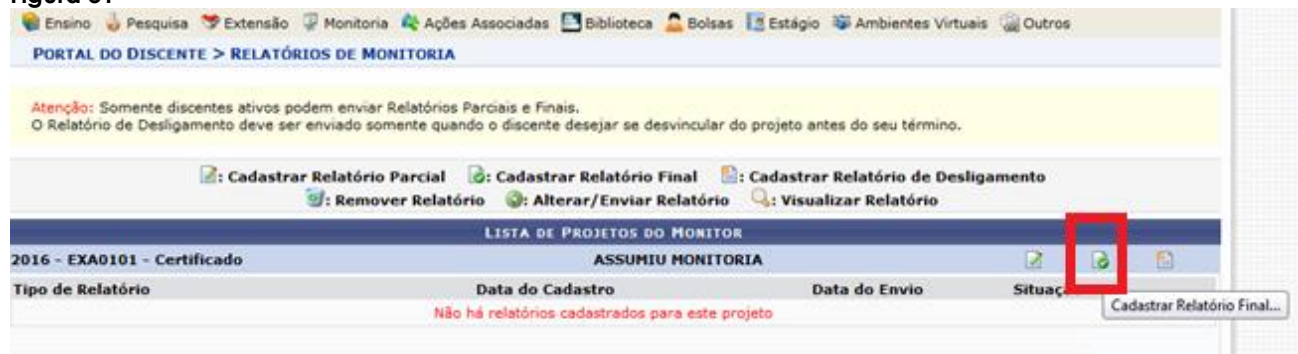 Ensino Pesquisa Extensão Monitoria Ações Associadas Biblioteca Bolsas Estágio Ambientes Virtuais Outros
PORTAL DO DISCENTE > RELATÓRIOS DE MONITORIA
Atenção: Somente discentes ativos podem enviar Relatórios Parciais e Finais.
O Relatório de Desligamento deve ser enviado somente quando o discente desejar se desvincular do projeto antes do seu término.
: Cadastrar Relatório Parcial : Cadastrar Relatório Final : Cadastrar Relatório de Desligamento
: Remover Relatório : Alterar/Enviar Relatório : Visualizar Relatório
LISTA DE PROJETOS DO MONITOR
2016 - EXA0101 - Certificado ASSUMIU MONITORIA
Tipo de Relatório Data do Cadastro Data do Envio Situaç
Cadastrar Relatório Final...
Não há relatórios cadastrados para este projeto